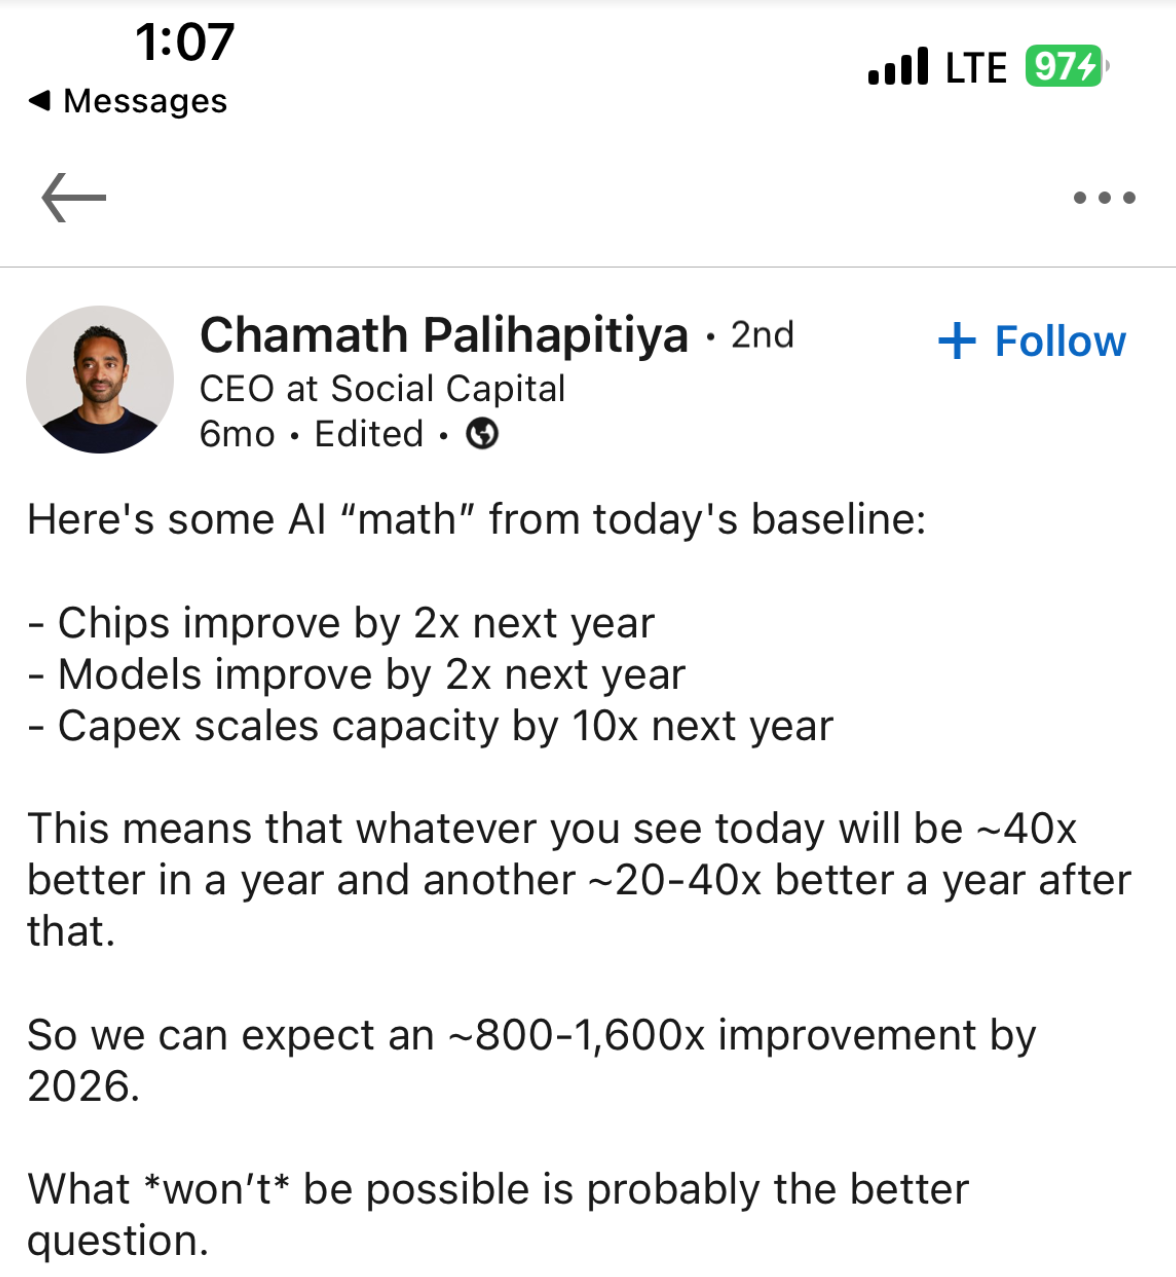 1:07
LTE 97
◀ Messages
Chamath Palihapitiya · 2nd
+ Follow
CEO at Social Capital
6mo • Edited •
Here's some AI “math” from today's baseline:
- Chips improve by 2x next year
- Models improve by 2x next year
- Capex scales capacity by 10x next year
This means that whatever you see today will be ~40x
better in a year and another ~20-40x better a year after
that.
So we can expect an ~800-1,600x improvement by
2026.
What *won’t* be possible is probably the better
question.